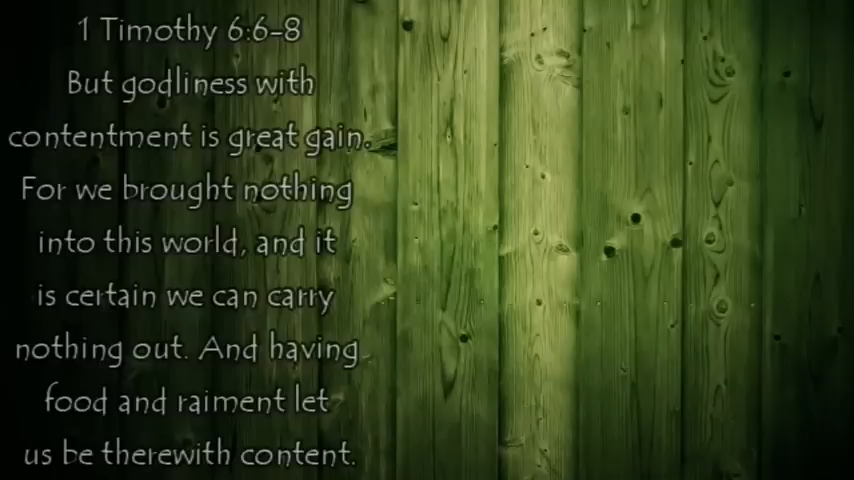 1 Timothy 6:6-8
But godliness with
contentment is great gain.
For we brought nothing
into this world, and it
is certain we can carry
nothing out. And having
food and raiment let
us be therewith content.